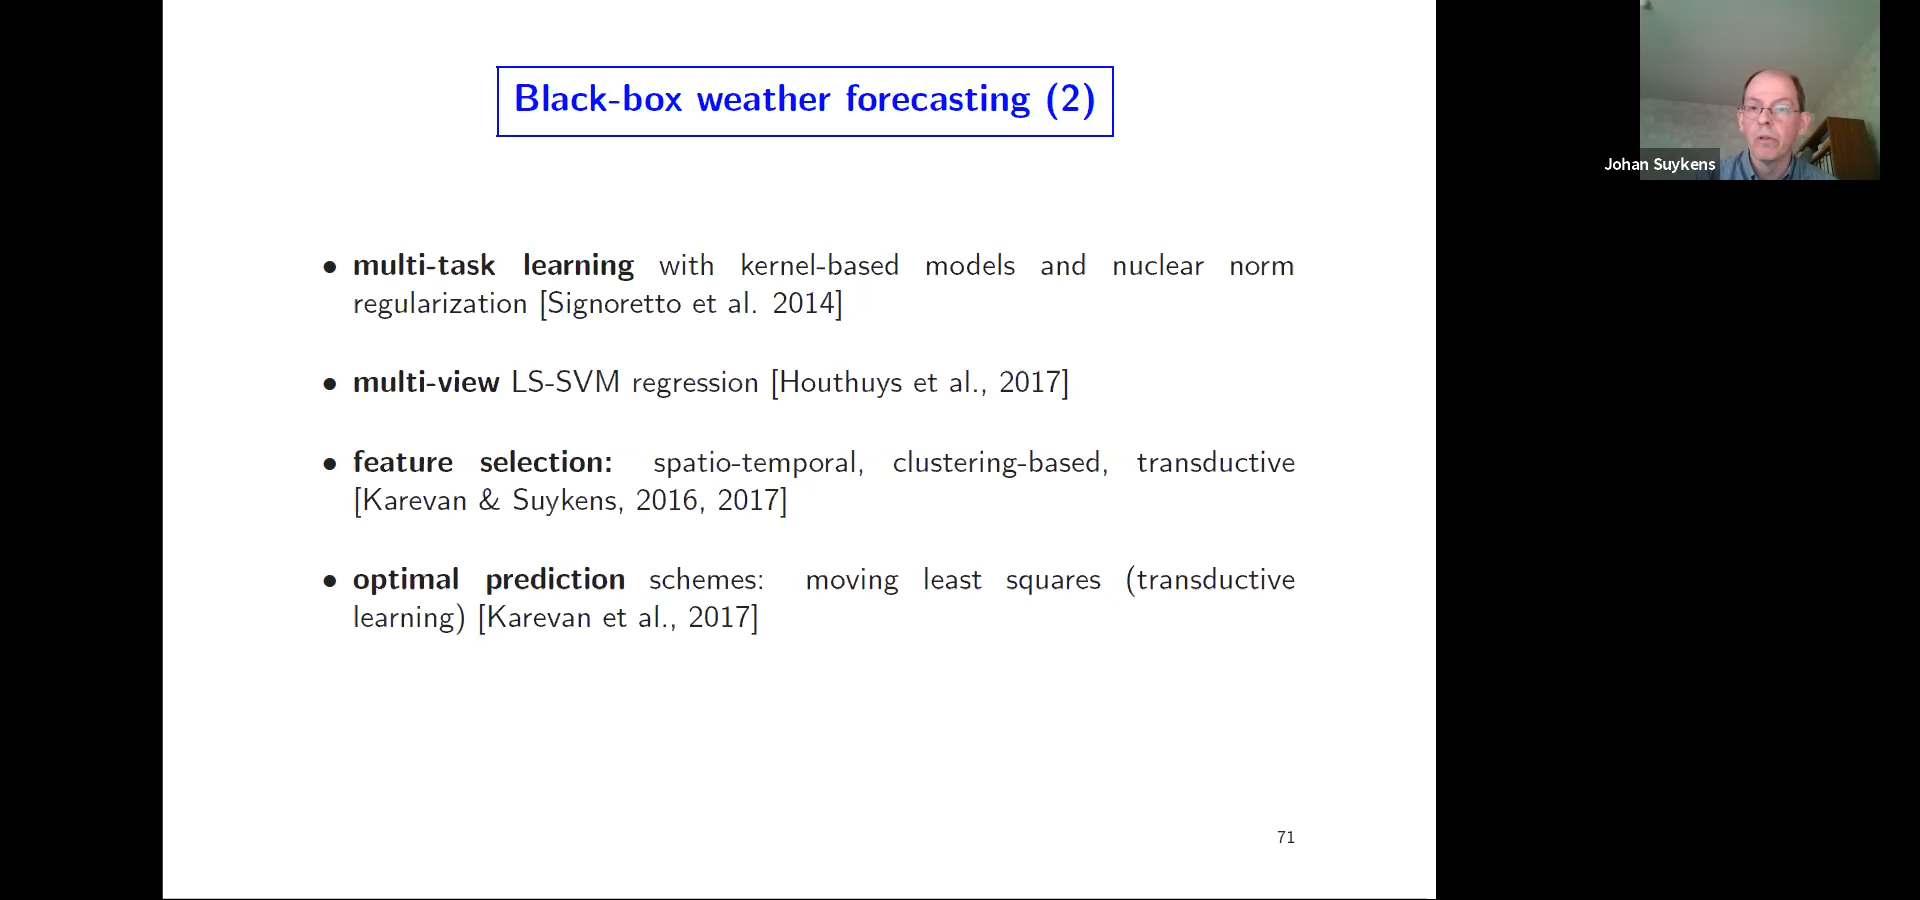 Black-box weather forecasting (2)
Johan Suykens
• multi-task learning with kernel-based models and nuclear norm
regularization [Signoretto et al. 2014]
• multi-view LS-SVM regression [Houthuys et al., 2017]
• feature selection: spatio-temporal, clustering-based, transductive
[Karevan & Suykens, 2016, 2017]
• optimal prediction schemes: moving least squares (transductive
learning) [Karevan et al., 2017]
71